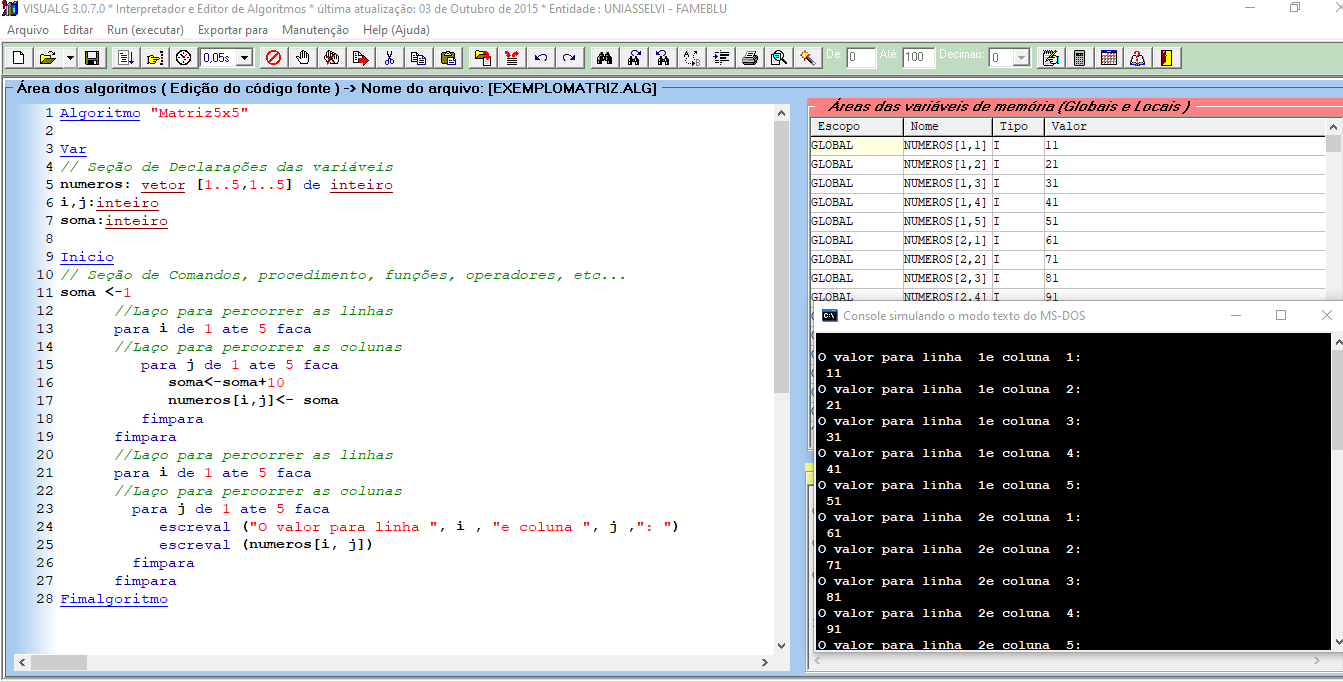 VISUALG 3.0.7.0 * Interpretador e Editor de Algoritmos * última atualização: 03 de Outubro de 2015 * Entidade : UNIASSELVI - FAMEBLU
Arquivo Editar Run (executar) Exportar para Manutenção Help (Ajuda)
0,05s De: 0 Até: 100 Decimais: 0
Área dos algoritmos ( Edição do código fonte ) -> Nome do arquivo: [EXEMPLOMATRIZ.ALG]
1 Algoritmo "Matriz5x5"
2
3 Var
4 // Seção de Declarações das variáveis
5 numeros: vetor [1..5,1..5] de inteiro
6 i,j:inteiro
7 soma:inteiro
8
9 Inicio
10 // Seção de Comandos, procedimento, funções, operadores, etc...
11 soma <-1
12 //Laço para percorrer as linhas
13 para i de 1 ate 5 faca
14 //Laço para percorrer as colunas
15 para j de 1 ate 5 faca
16 soma<-soma+10
17 numeros[i,j]<- soma
18 fimpara
19 fimpara
20 //Laço para percorrer as linhas
21 para i de 1 ate 5 faca
22 //Laço para percorrer as colunas
23 para j de 1 ate 5 faca
24 escreval ("O valor para linha ", i , "e coluna ", j ,": ")
25 escreval (numeros[i, j])
26 fimpara
27 fimpara
28 Fimalgoritmo
Áreas das variáveis de memória (Globais e Locais )
Escopo Nome Tipo Valor
GLOBAL NUMEROS[1,1] I 11
GLOBAL NUMEROS[1,2] I 21
GLOBAL NUMEROS[1,3] I 31
GLOBAL NUMEROS[1,4] I 41
GLOBAL NUMEROS[1,5] I 51
GLOBAL NUMEROS[2,1] I 61
GLOBAL NUMEROS[2,2] I 71
GLOBAL NUMEROS[2,3] I 81
GLOBAL NUMEROS[2,4] I 91
Console simulando o modo texto do MS-DOS
O valor para linha  1e coluna  1:
11
O valor para linha  1e coluna  2:
21
O valor para linha  1e coluna  3:
31
O valor para linha  1e coluna  4:
41
O valor para linha  1e coluna  5:
51
O valor para linha  2e coluna  1:
61
O valor para linha  2e coluna  2:
71
O valor para linha  2e coluna  3:
81
O valor para linha  2e coluna  4:
91
O valor para linha  2e coluna  5: